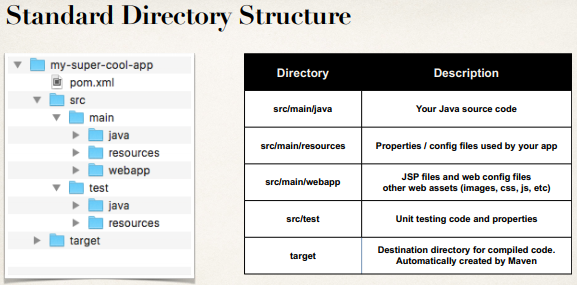 Standard Directory Structure
my-super-cool-app
pom.xml
src
main
java
resources
webapp
test
java
resources
target
Directory Description
src/main/java Your Java source code
src/main/resources Properties / config files used by your app
src/main/webapp JSP files and web config files
other web assets (images, css, js, etc)
src/test Unit testing code and properties
target Destination directory for compiled code.
Automatically created by Maven